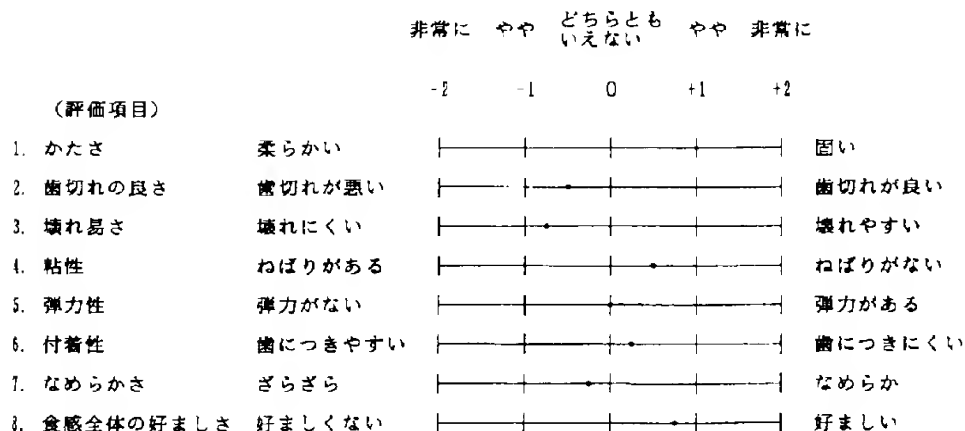 非常に やや どちらとも いえない やや 非常に
-2 -1 0 +1 +2
（評価項目）
1. かたさ 柔らかい 固い
2. 歯切れの良さ 歯切れが悪い 歯切れが良い
3. 壊れ易さ 壊れにくい 壊れやすい
4. 粘性 ねばりがある ねばりがない
5. 弾力性 弾力がない 弾力がある
6. 付着性 歯につきやすい 歯につきにくい
7. なめらかさ ざらざら なめらか
8. 食感全体の好ましさ 好ましくない 好ましい